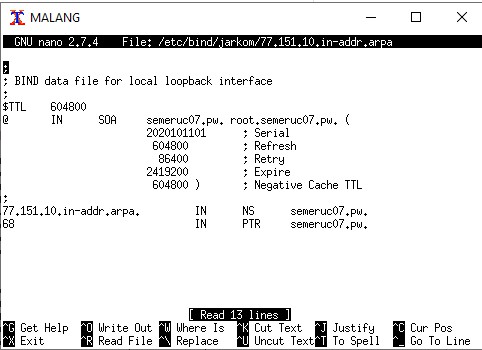 MALANG
GNU nano 2.7.4    File: /etc/bind/jarkom/77.151.10.in-addr.arpa
;
; BIND data file for local loopback interface
;
$TTL    604800
@       IN      SOA     semeruc07.pw. root.semeruc07.pw. (
                        2020101101      ; Serial
                         604800         ; Refresh
                          86400         ; Retry
                        2419200         ; Expire
                         604800 )       ; Negative Cache TTL
;
77.151.10.in-addr.arpa.         IN      NS      semeruc07.pw.
68                              IN      PTR     semeruc07.pw.
[ Read 13 lines ]
^G Get Help  ^O Write Out ^W Where Is  ^K Cut Text  ^J Justify   ^C Cur Pos
^X Exit      ^R Read File ^\ Replace   ^U Uncut Text^T To Spell  ^_ Go To Line